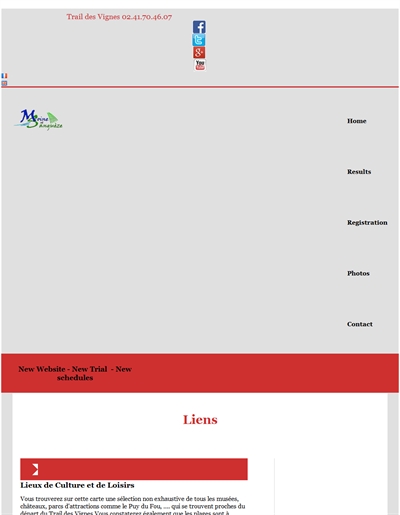 Trail des Vignes 02.41.70.46.07
You
Tube
Moine
Sanguèze
Home
Results
Registration
Photos
Contact
New Website - New Trial - New
schedules
Liens
Lieux de Culture et de Loisirs
Vous trouverez sur cette carte une sélection non exhaustive de tous les musées,
châteaux, parcs d'attractions comme le Puy du Fou, .... qui se trouvent proches du
départ du Trail des Vignes Vous constaterez également que les plages sont à